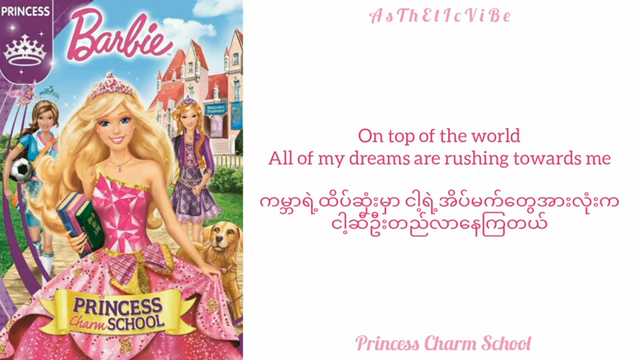 PRINCESS
Barbie
PRINCESS
Charm SCHOOL
AsThEtIcViBe
On top of the world
All of my dreams are rushing towards me
ကမ္ဘာရဲ့ထိပ်ဆုံးမှာ ငါ့ရဲ့အိပ်မက်တွေအားလုံးက
ငါ့ဆီဦးတည်လာနေကြတယ်
Princess Charm School